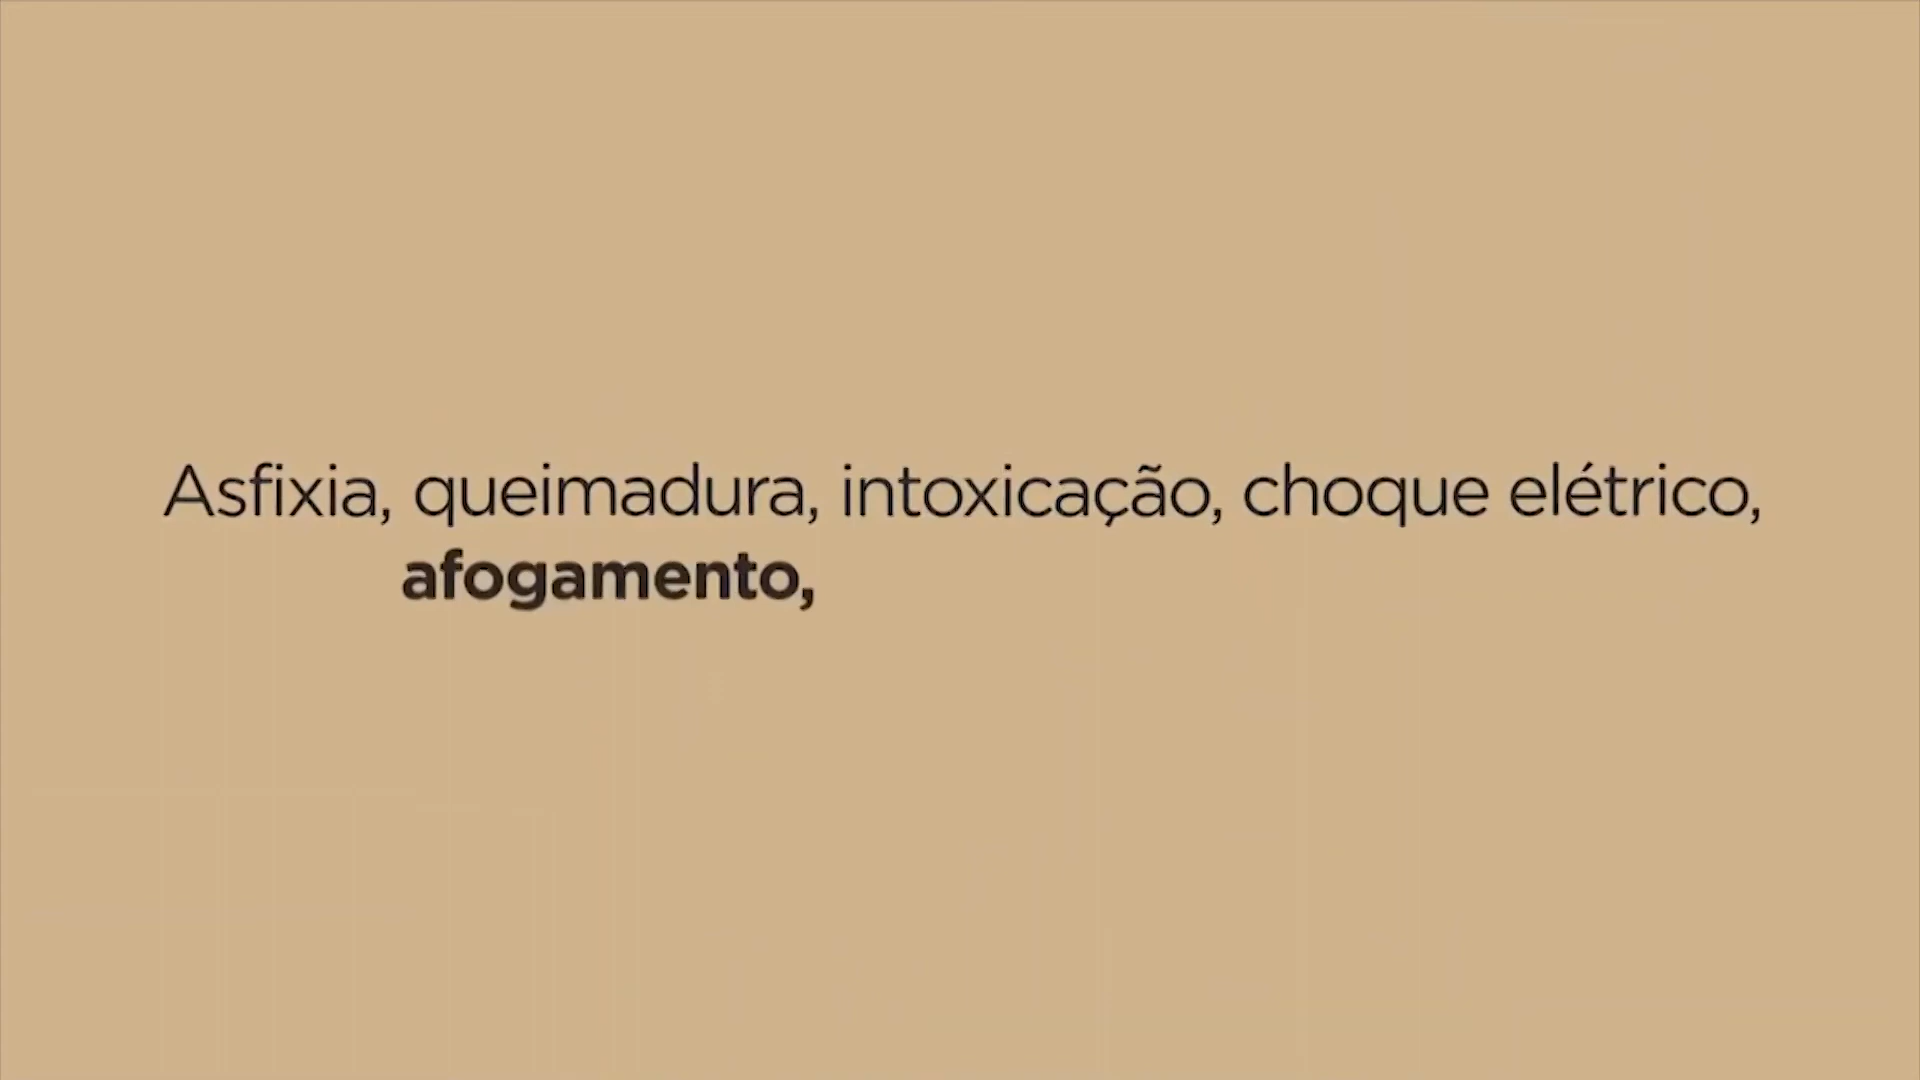 Asfixia, queimadura, intoxicação, choque elétrico,
afogamento,